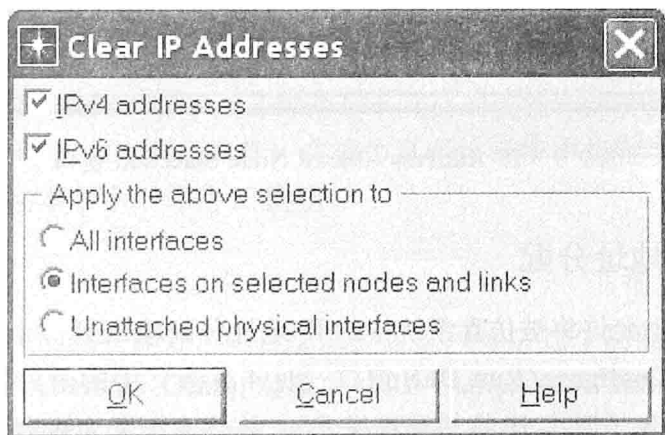 Clear IP Addresses
IPv4 addresses
IPv6 addresses
Apply the above selection to
All interfaces
Interfaces on selected nodes and links
Unattached physical interfaces
OK
Cancel
Help